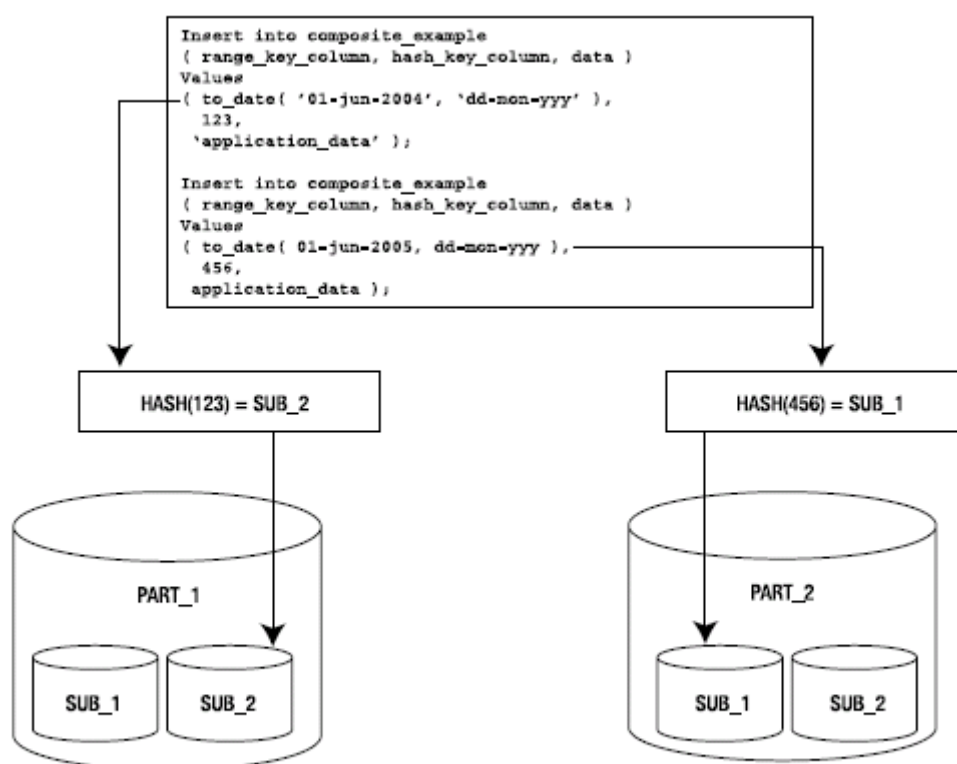 Insert into composite_example
( range_key_column, hash_key_column, data )
Values
( to_date( '01-jun-2004', 'dd-mon-yyy' ),
123,
'application_data' );
Insert into composite_example
( range_key_column, hash_key_column, data )
Values
( to_date( 01-jun-2005, dd-mon-yyy ),
456,
application_data );
HASH(123) = SUB_2
HASH(456) = SUB_1
PART_1
PART_2
SUB_1
SUB_2
SUB_1
SUB_2